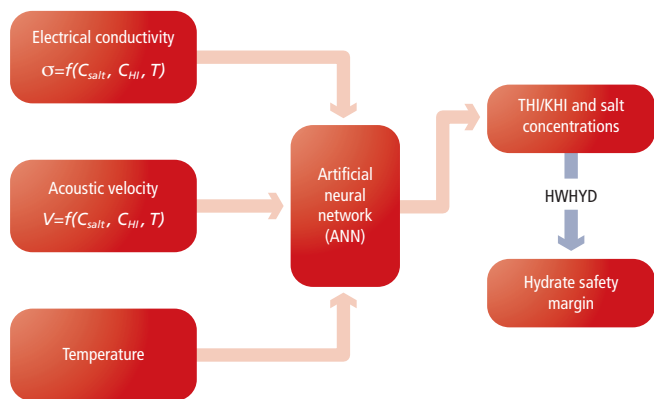 Electrical conductivity
σ=f(Csalt, CHI, T)
Acoustic velocity
V=f(Csalt, CHI, T)
Temperature
Artificial
neural
network
(ANN)
THI/KHI and salt
concentrations
HWHYD
Hydrate safety
margin